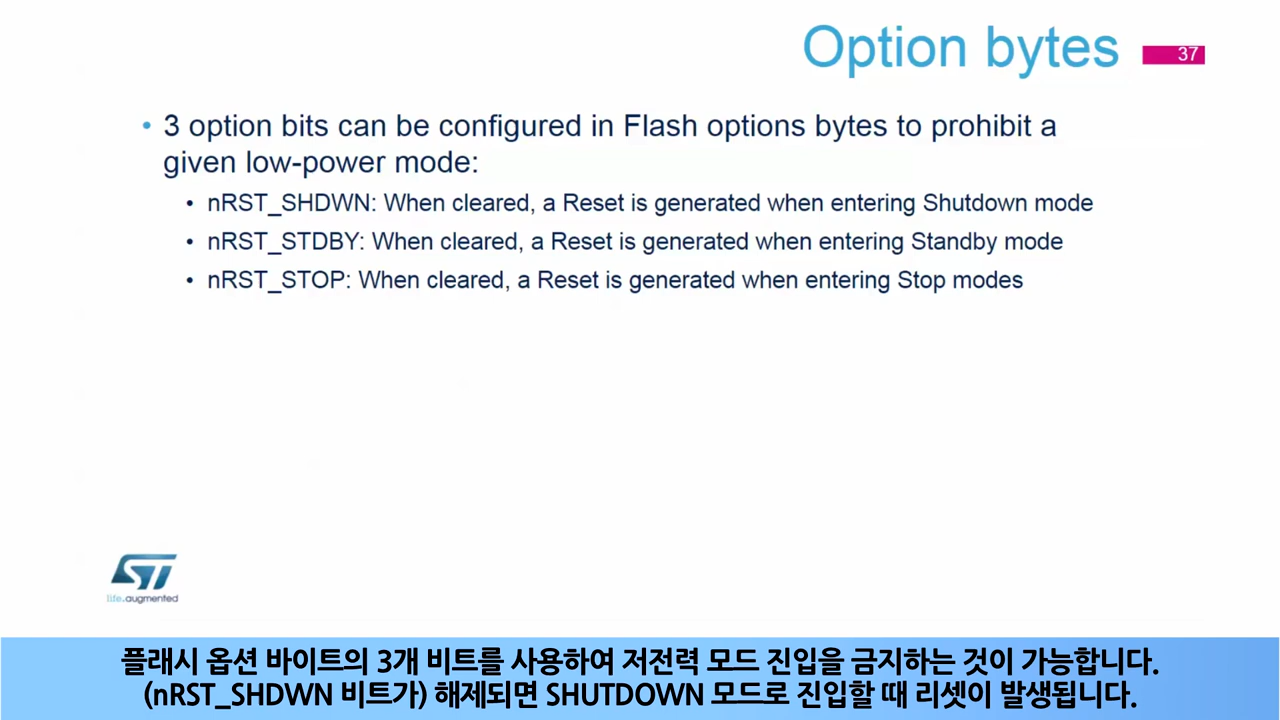 Option bytes
37
• 3 option bits can be configured in Flash options bytes to prohibit a
given low-power mode:
• nRST_SHDWN: When cleared, a Reset is generated when entering Shutdown mode
• nRST_STDBY: When cleared, a Reset is generated when entering Standby mode
• nRST_STOP: When cleared, a Reset is generated when entering Stop modes
ST
life.augmented
플래시 옵션 바이트의 3개 비트를 사용하여 저전력 모드 진입을 금지하는 것이 가능합니다.
(nRST_SHDWN 비트가) 해제되면 SHUTDOWN 모드로 진입할 때 리셋이 발생됩니다.